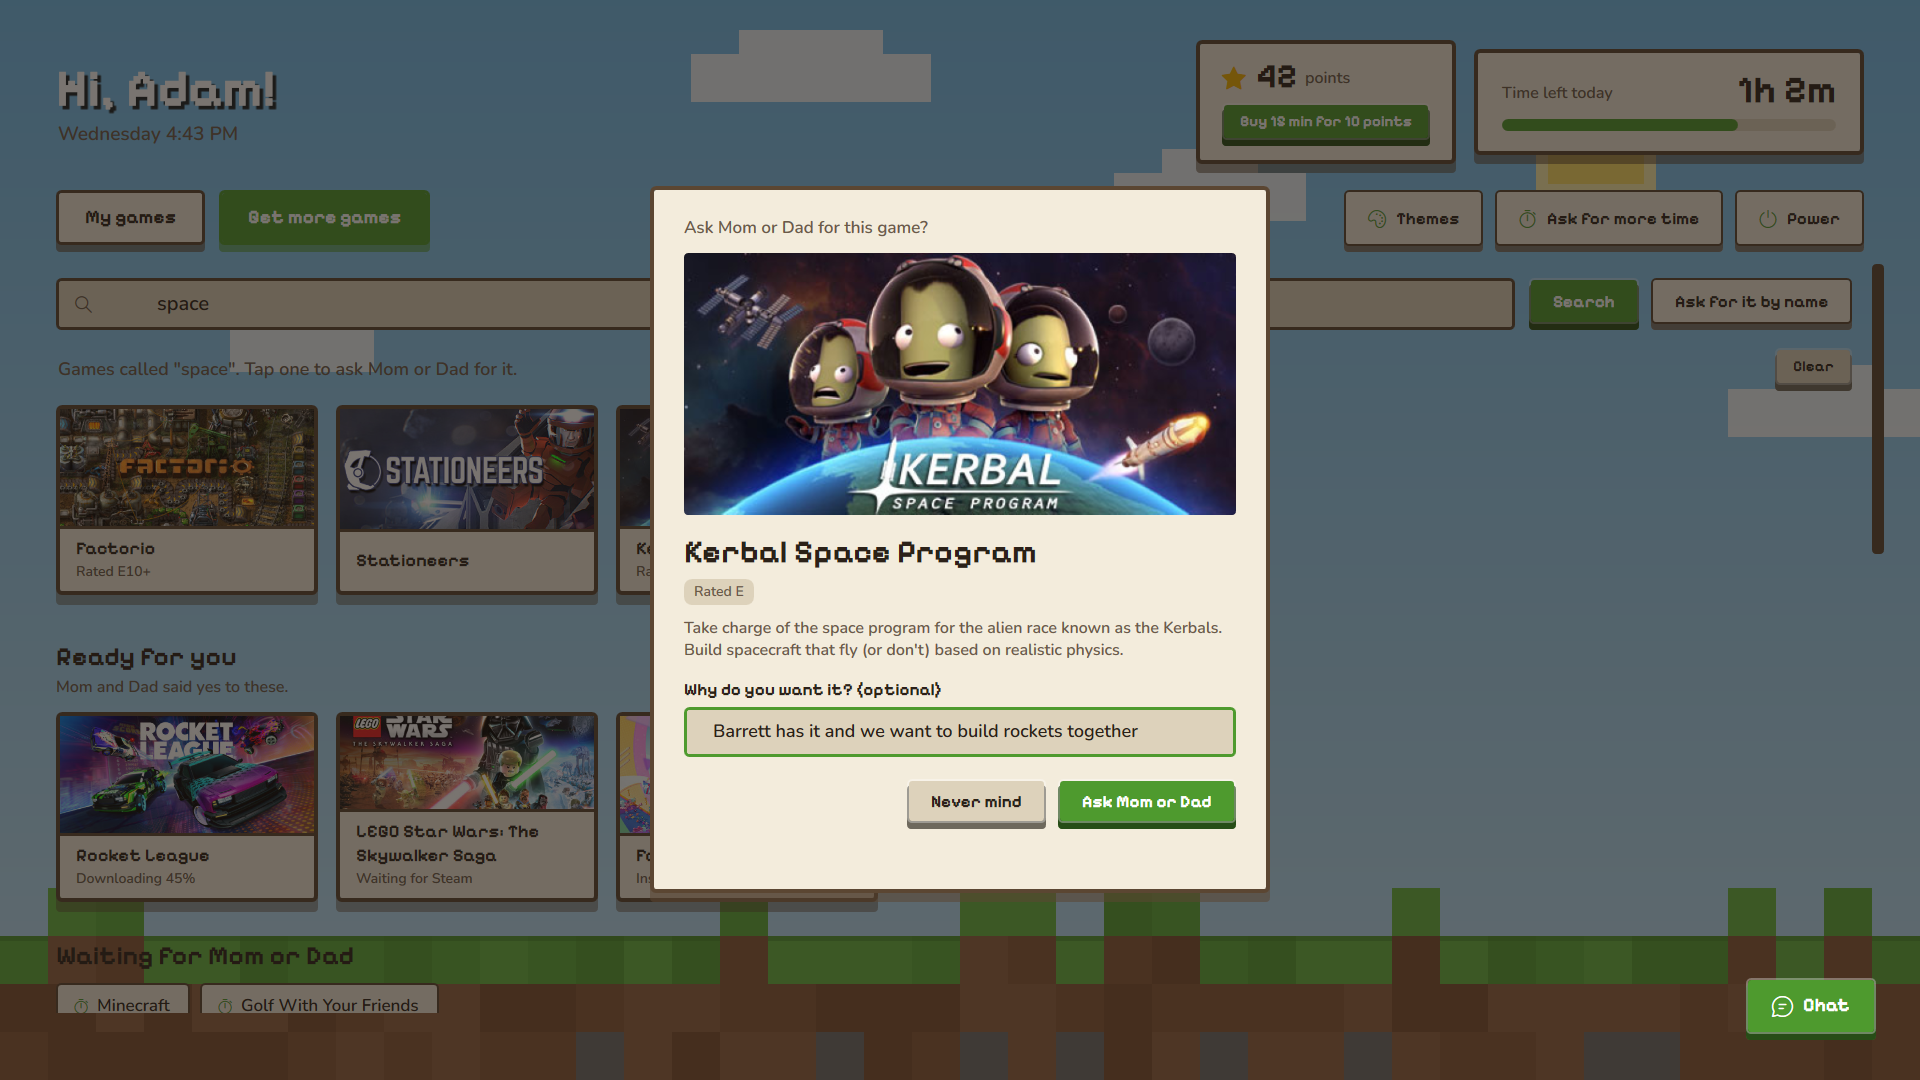 Hi, Adam!
Wednesday 4:43 PM
42 points
Buy 18 min for 10 points
Time left today
1h 2m
My games
Get more games
Themes
Ask for more time
Power
space
Search
Ask for it by name
Games called "space". Tap one to ask Mom or Dad for it.
Clear
FACTORIO
Factorio
Rated E10+
STATIONEERS
Stationeers
Ready for you
Mom and Dad said yes to these.
ROCKET
LEAGUE
Rocket League
Downloading 45%
LEGO STAR
WARS
THE SKYWALKER SAGA
LEGO Star Wars: The
Skywalker Saga
Waiting for Steam
Waiting for Mom or Dad
Minecraft
Golf With Your Friends
Ask Mom or Dad for this game?
KERBAL
SPACE PROGRAM
Kerbal Space Program
Rated E
Take charge of the space program for the alien race known as the Kerbals.
Build spacecraft that fly (or don't) based on realistic physics.
Why do you want it? (optional)
Barrett has it and we want to build rockets together
Never mind
Ask Mom or Dad
Chat